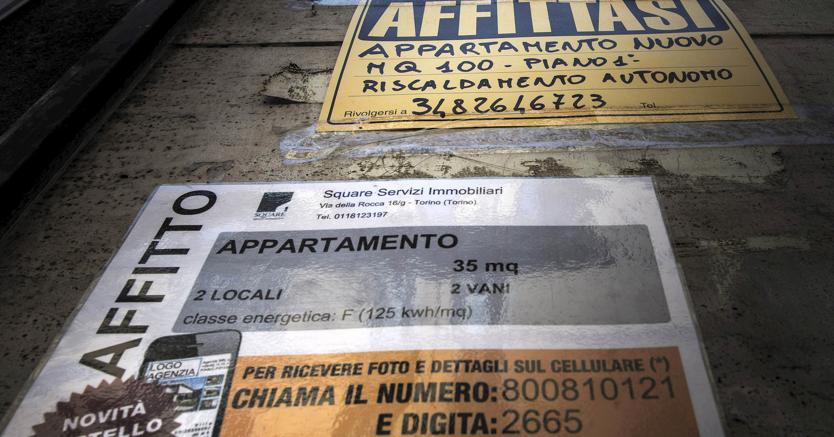 AFFITTASI
APPARTAMENTO NUOVO
MQ 100 - PIANO 1°
RISCALDAMENTO AUTONOMO
Rivolgersi a 3482646723 Tel.
AFFITTO
SQUARE
Square Servizi Immobiliari
Via della Rocca 16/g - Torino (Torino)
Tel. 0118123197
APPARTAMENTO
35 mq
2 LOCALI 2 VANI
classe energetica: F (125 kwh/mq)
LOGO
AGENZIA
NOVITÀ
PER RICEVERE FOTO E DETTAGLI SUL CELLULARE (*)
CHIAMA IL NUMERO: 800810121
E DIGITA: 2665